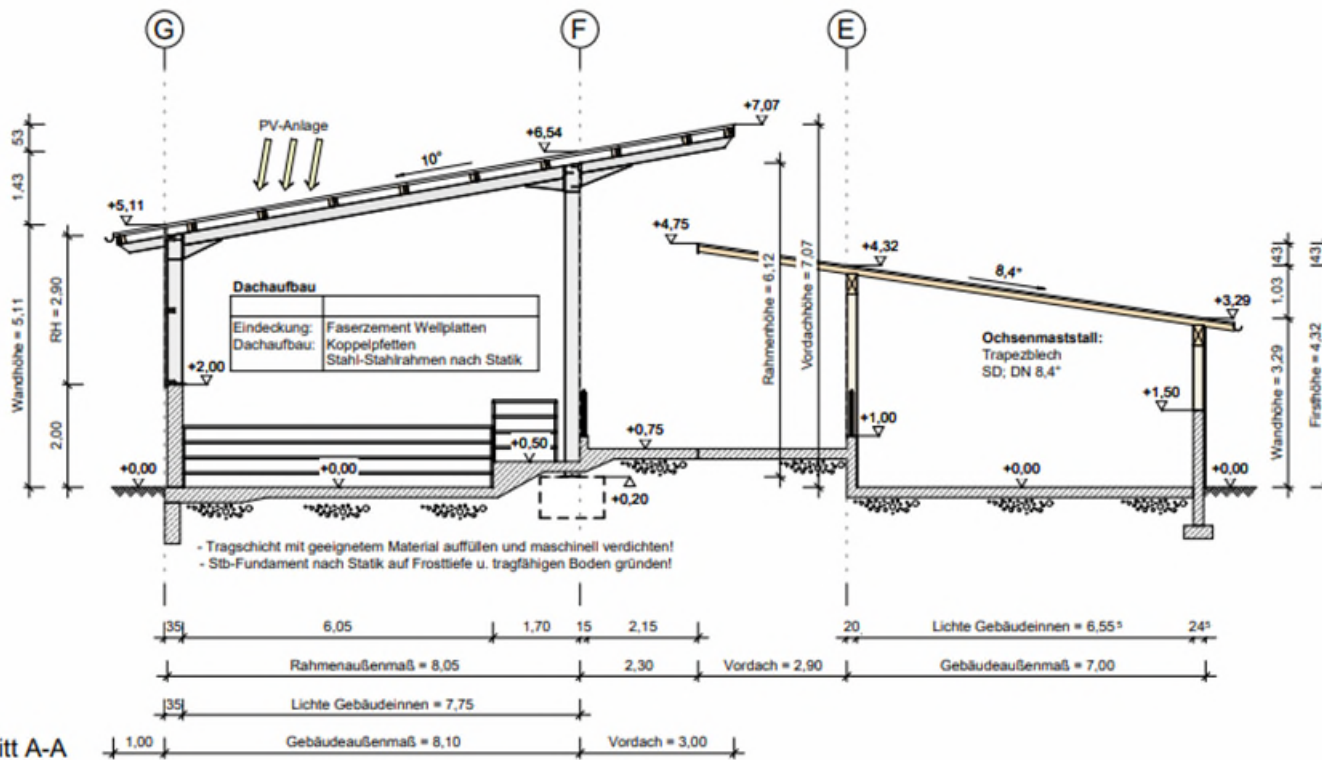 G
F
E
PV-Anlage
+7,07
+6,54
10°
+5,11
53
1,43
Wandhöhe = 5,11
RH = 2,90
2,00
+2,00
Dachaufbau
Eindeckung: Faserzement Wellplatten
Dachaufbau: Koppelpfetten
Stahl-Stahlrahmen nach Statik
+4,75
+4,32
8,4°
+3,29
Rahmenhöhe = 6,12
Vordachhöhe = 7,07
Ochsenmaststall:
Trapezblech
SD; DN 8,4°
+1,50
+1,00
43
1,03
Wandhöhe = 3,29
43
Firsthöhe = 4,32
+0,00
+0,00
+0,50
+0,75
+0,20
+0,00
+0,00
- Tragschicht mit geeignetem Material auffüllen und maschinell verdichten!
- Stb-Fundament nach Statik auf Frosttiefe u. tragfähigen Boden gründen!
35 6,05 1,70 15 2,15 20 Lichte Gebäudeinnen = 6,55⁵ 24⁵
Rahmenaußenmaß = 8,05 2,30 Vordach = 2,90 Gebäudeaußenmaß = 7,00
35 Lichte Gebäudeinnen = 7,75
itt A-A 1,00 Gebäudeaußenmaß = 8,10 Vordach = 3,00